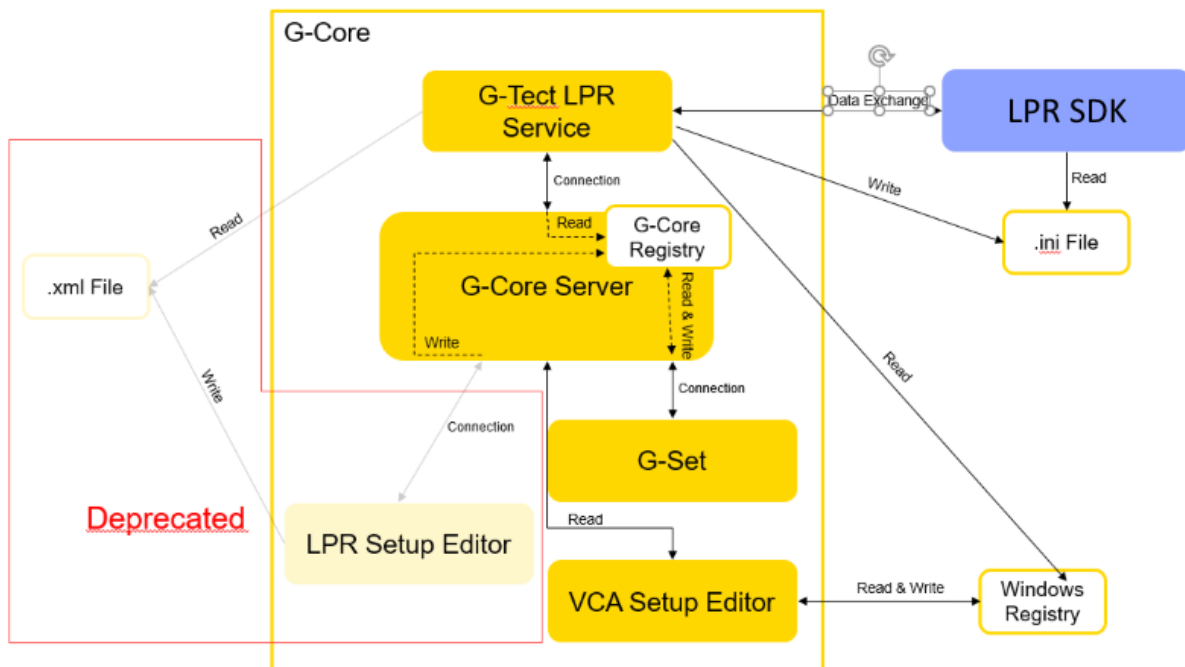 G-Core
G-Tect LPR
Service
Data Exchange
LPR SDK
Connection
Write
Read
Read
Read
G-Core
Registry
.ini File
.xml File
G-Core Server
Read & Write
Write
Read
Write
Connection
Connection
G-Set
Deprecated
LPR Setup Editor
Read
VCA Setup Editor
Read & Write
Windows
Registry